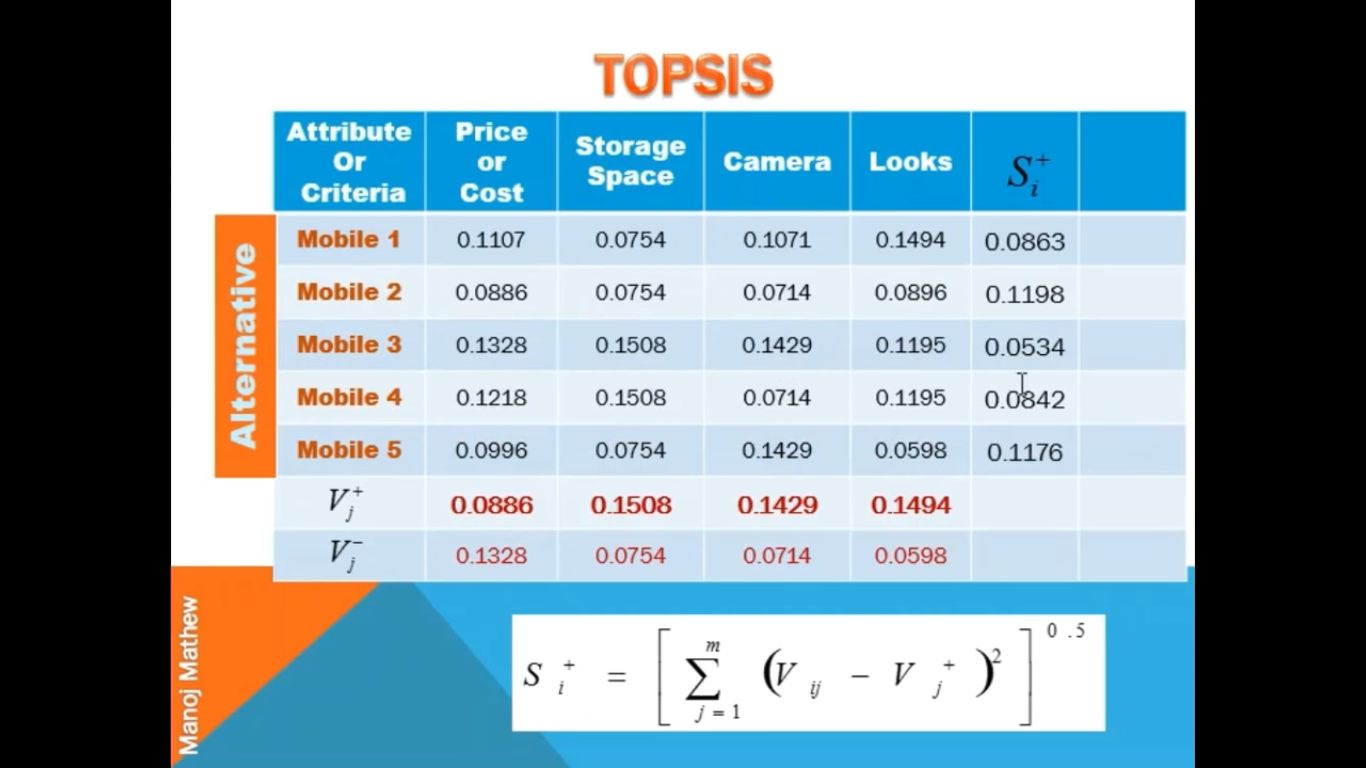 TOPSIS
Attribute Or Criteria Price or Cost Storage Space Camera Looks S_i^+
Alternative
Mobile 1 0.1107 0.0754 0.1071 0.1494 0.0863
Mobile 2 0.0886 0.0754 0.0714 0.0896 0.1198
Mobile 3 0.1328 0.1508 0.1429 0.1195 0.0534
Mobile 4 0.1218 0.1508 0.0714 0.1195 0.0842
Mobile 5 0.0996 0.0754 0.1429 0.0598 0.1176
V_j^+ 0.0886 0.1508 0.1429 0.1494
V_j^- 0.1328 0.0754 0.0714 0.0598
S_i^+ = [ ∑_{j=1}^{m} (V_{ij} − V_j^+)^2 ]^{0.5}
Manoj Mathew